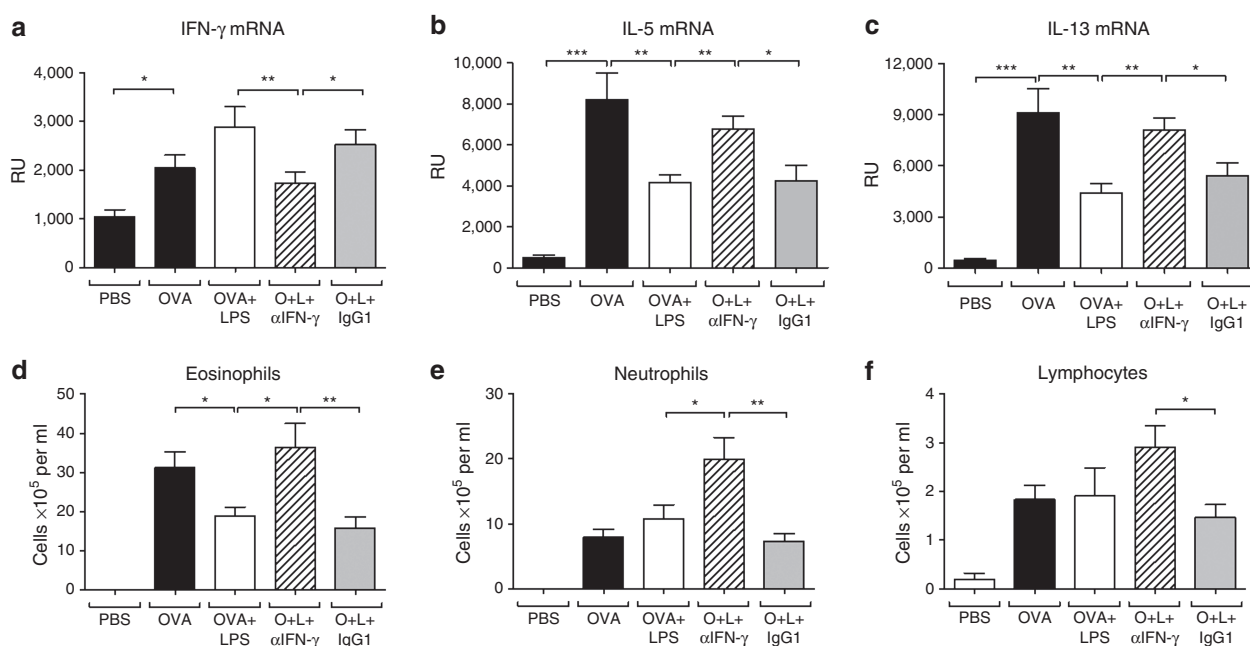 a
IFN-γ mRNA
*
**
*
4,000
3,000
2,000
1,000
0
RU
PBS
OVA
OVA+
LPS
O+L+
αIFN-γ
O+L+
IgG1
b
IL-5 mRNA
***
**
**
*
10,000
8,000
6,000
4,000
2,000
0
RU
PBS
OVA
OVA+
LPS
O+L+
αIFN-γ
O+L+
IgG1
c
IL-13 mRNA
***
**
**
*
12,000
9,000
6,000
3,000
0
RU
PBS
OVA
OVA+
LPS
O+L+
αIFN-γ
O+L+
IgG1
d
Eosinophils
*
*
**
50
40
30
20
10
0
Cells ×10⁵ per ml
PBS
OVA
OVA+
LPS
O+L+
αIFN-γ
O+L+
IgG1
e
Neutrophils
*
**
30
20
10
0
Cells ×10⁵ per ml
PBS
OVA
OVA+
LPS
O+L+
αIFN-γ
O+L+
IgG1
f
Lymphocytes
*
4
3
2
1
0
Cells ×10⁵ per ml
PBS
OVA
OVA+
LPS
O+L+
αIFN-γ
O+L+
IgG1